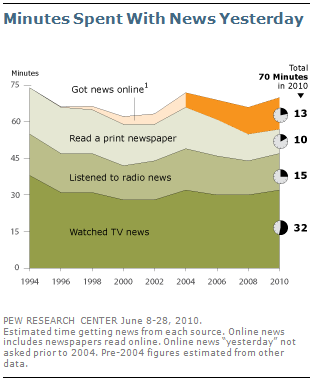 Minutes Spent With News Yesterday
Total
70 Minutes
in 2010
Minutes
75
60
45
30
15
0
Got news online1
Read a print newspaper
Listened to radio news
Watched TV news
13
10
15
32
1994 1996 1998 2000 2002 2004 2006 2008 2010
PEW RESEARCH CENTER June 8-28, 2010.
Estimated time getting news from each source. Online news
includes newspapers read online. Online news "yesterday" not
asked prior to 2004. Pre-2004 figures estimated from other
data.